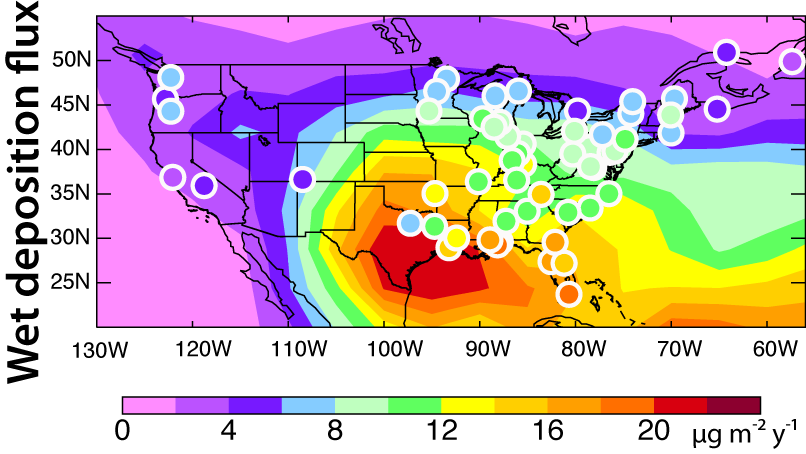 Wet deposition flux
50N
45N
40N
35N
30N
25N
130W 120W 110W 100W 90W 80W 70W 60W
0 4 8 12 16 20 µg m⁻² y⁻¹